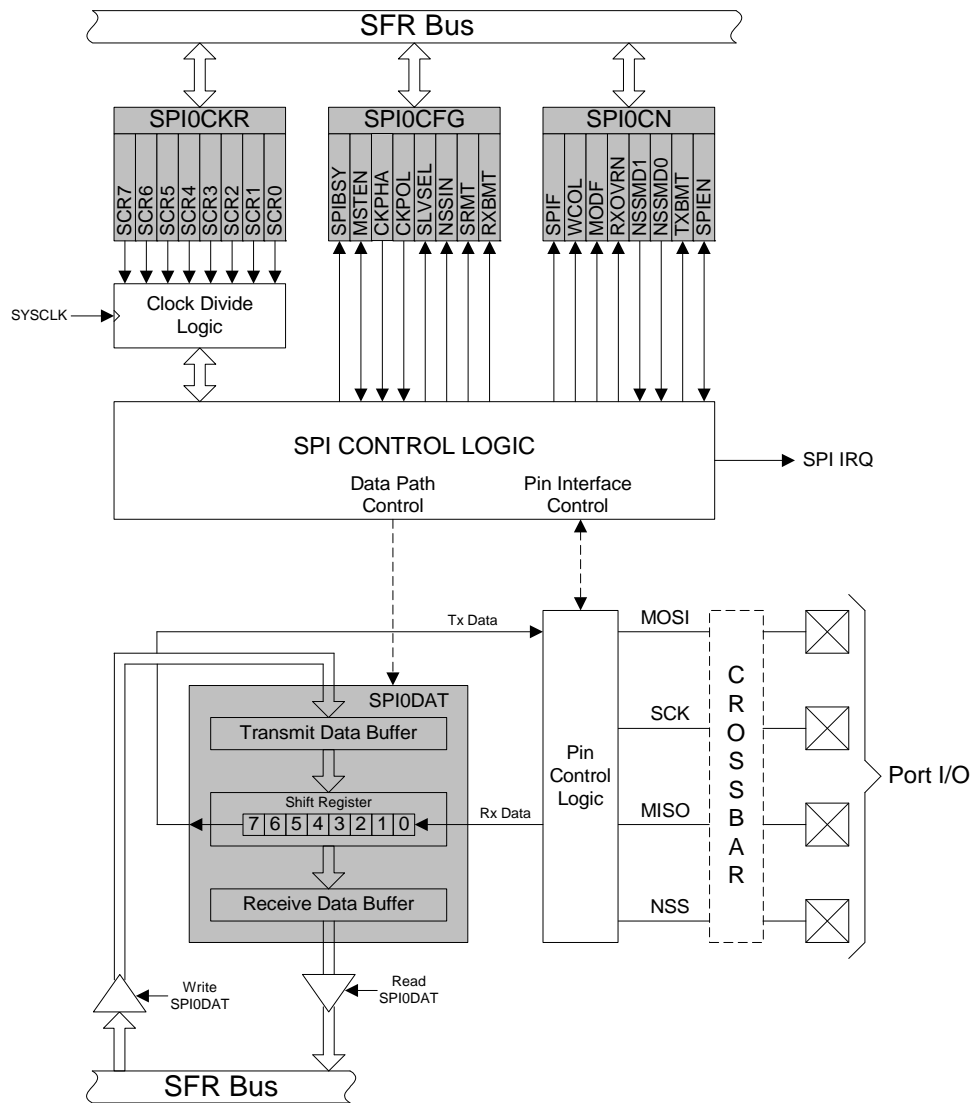 SFR Bus
SPI0CKR
SCR7
SCR6
SCR5
SCR4
SCR3
SCR2
SCR1
SCR0
SPI0CFG
SPIBSY
MSTEN
CKPHA
CKPOL
SLVSEL
NSSIN
SRMT
RXBMT
SPI0CN
SPIF
WCOL
MODF
RXOVRN
NSSMD1
NSSMD0
TXBMT
SPIEN
SYSCLK
Clock Divide
Logic
SPI CONTROL LOGIC
Data Path
Control
Pin Interface
Control
SPI IRQ
Tx Data
SPI0DAT
Transmit Data Buffer
Shift Register
7 6 5 4 3 2 1 0
Rx Data
Receive Data Buffer
Pin
Control
Logic
MOSI
SCK
MISO
NSS
CROSSBAR
Port I/O
Write
SPI0DAT
Read
SPI0DAT
SFR Bus